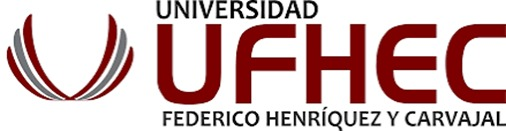 UNIVERSIDAD
UFHEC
FEDERICO HENRÍQUEZ Y CARVAJAL